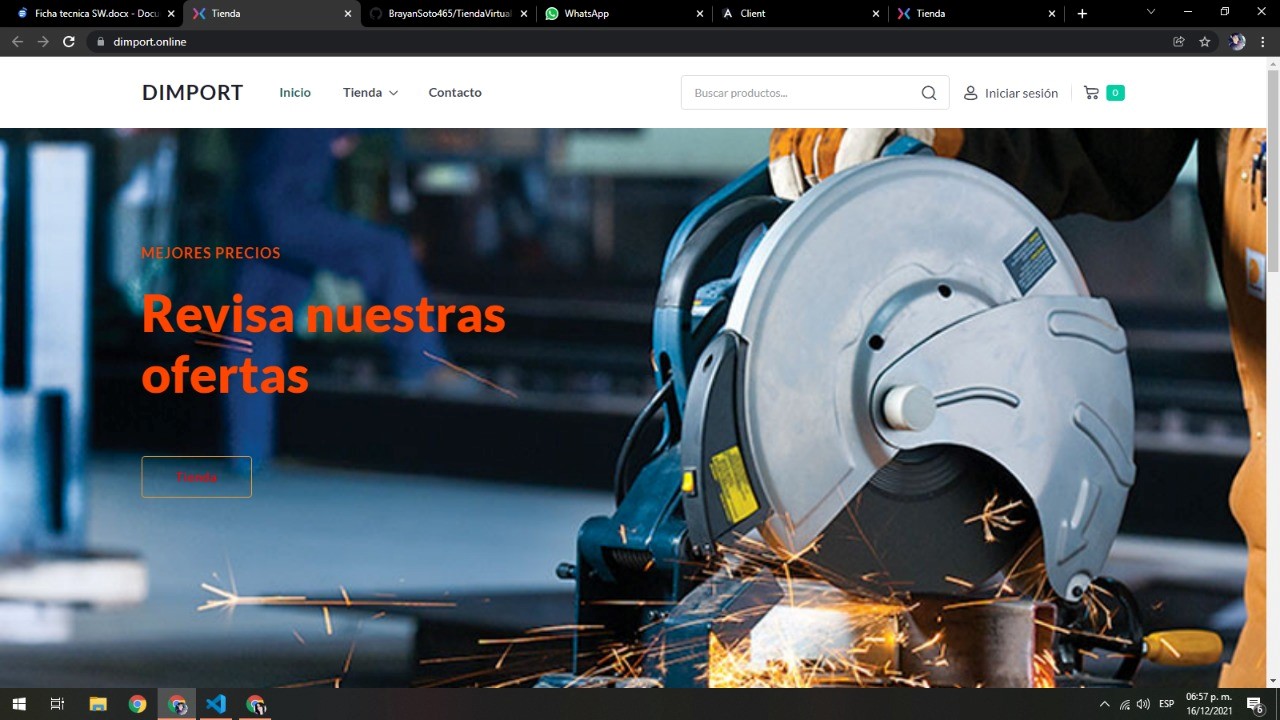 Ficha tecnica SW.docx - Docu
Tienda
BrayanSoto465/TiendaVirtual
WhatsApp
Client
Tienda
dimport.online
DIMPORT
Inicio
Tienda
Contacto
Buscar productos...
Iniciar sesión
0
MEJORES PRECIOS
Revisa nuestras
ofertas
Tienda
ESP
06:57 p. m.
16/12/2021
6